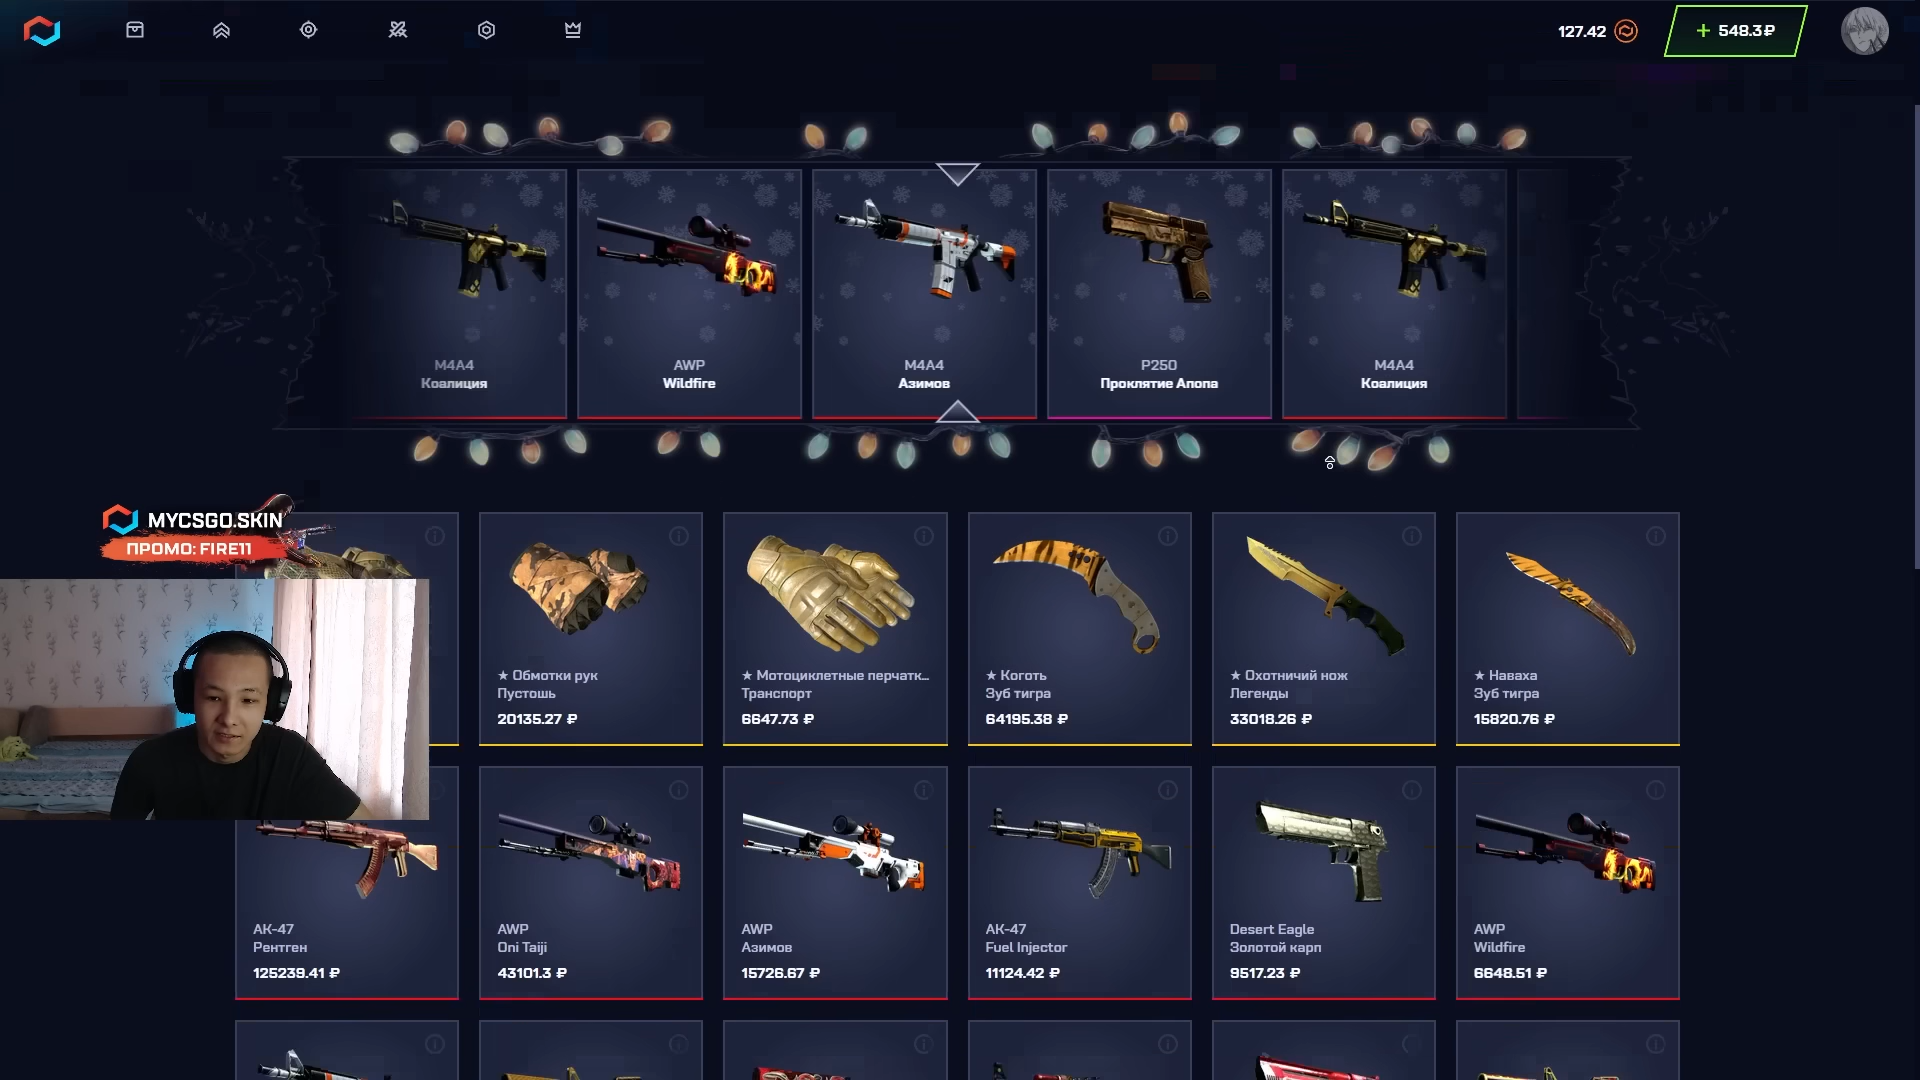 127.42
+ 548.3 ₽
M4A4
Коалиция
AWP
Wildfire
M4A4
Азимов
P250
Проклятие Апопа
M4A4
Коалиция
MYCSGO.SKIN
ПРОМО: FIRE11
★ Обмотки рук
Пустошь
20135.27 ₽
★ Мотоциклетные перчатк...
Транспорт
6647.73 ₽
★ Коготь
Зуб тигра
64195.38 ₽
★ Охотничий нож
Легенды
33018.26 ₽
★ Наваха
Зуб тигра
15820.76 ₽
AK-47
Рентген
125239.41 ₽
AWP
Oni Taiji
43101.3 ₽
AWP
Азимов
15726.67 ₽
AK-47
Fuel Injector
11124.42 ₽
Desert Eagle
Золотой карп
9517.23 ₽
AWP
Wildfire
6648.51 ₽